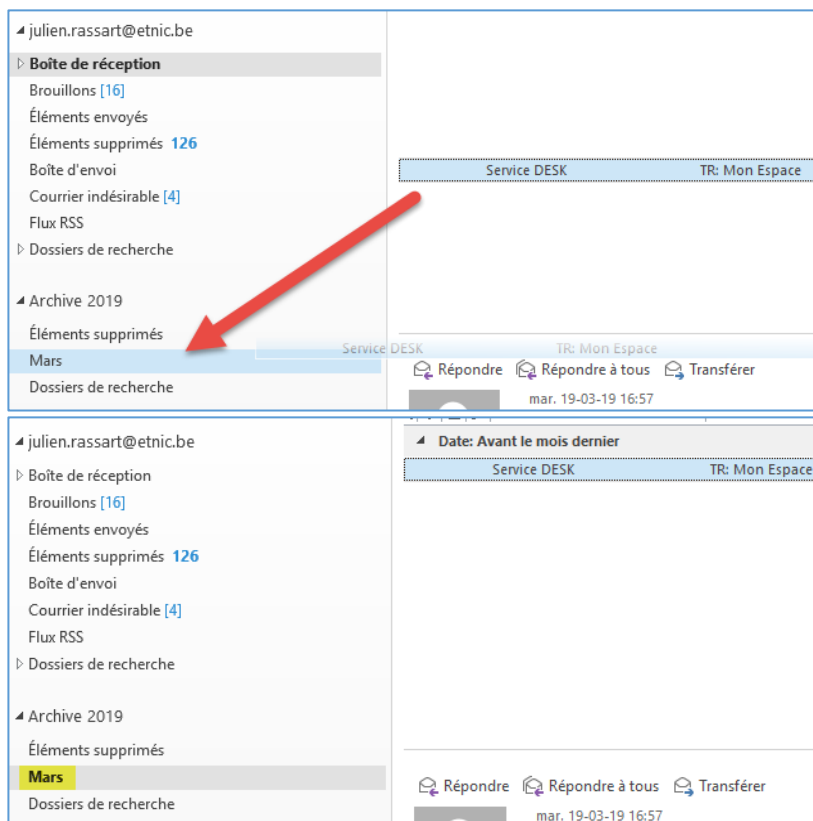 julien.rassart@etnic.be
Boîte de réception
Brouillons [16]
Éléments envoyés
Éléments supprimés 126
Boîte d'envoi
Service DESK TR: Mon Espace
Courrier indésirable [4]
Flux RSS
Dossiers de recherche
Archive 2019
Éléments supprimés
Service DESK TR: Mon Espace
Mars
Répondre Répondre à tous Transférer
Dossiers de recherche
mar. 19-03-19 16:57
julien.rassart@etnic.be
Date: Avant le mois dernier
Boîte de réception
Service DESK TR: Mon Espace
Brouillons [16]
Éléments envoyés
Éléments supprimés 126
Boîte d'envoi
Courrier indésirable [4]
Flux RSS
Dossiers de recherche
Archive 2019
Éléments supprimés
Mars
Répondre Répondre à tous Transférer
Dossiers de recherche
mar. 19-03-19 16:57